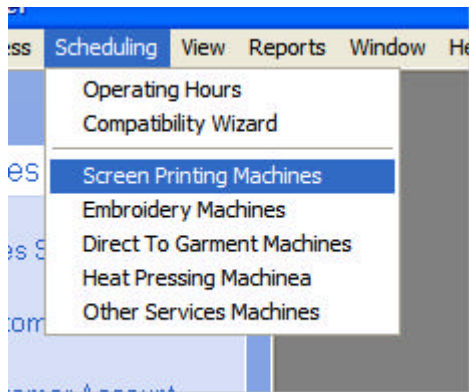 Scheduling View Reports Window
Operating Hours
Compatibility Wizard
Screen Printing Machines
Embroidery Machines
Direct To Garment Machines
Heat Pressing Machinea
Other Services Machines